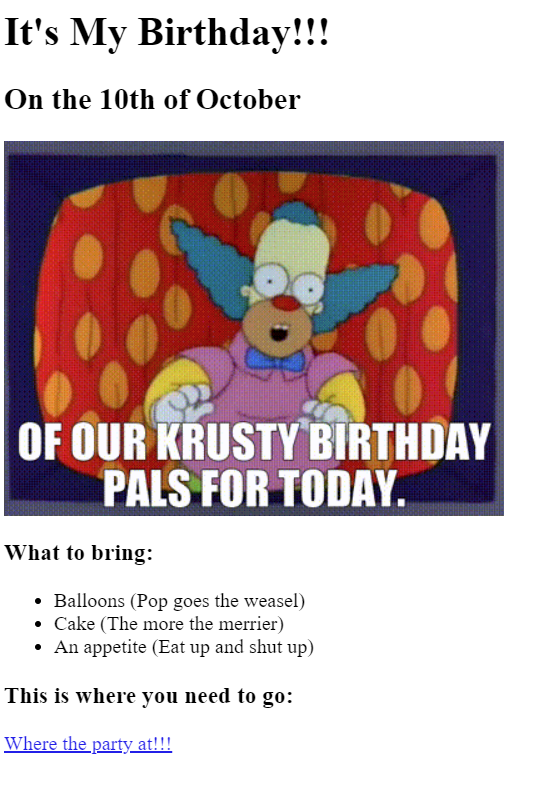 It's My Birthday!!!
On the 10th of October
OF OUR KRUSTY BIRTHDAY
PALS FOR TODAY.
What to bring:
Balloons (Pop goes the weasel)
Cake (The more the merrier)
An appetite (Eat up and shut up)
This is where you need to go:
Where the party at!!!